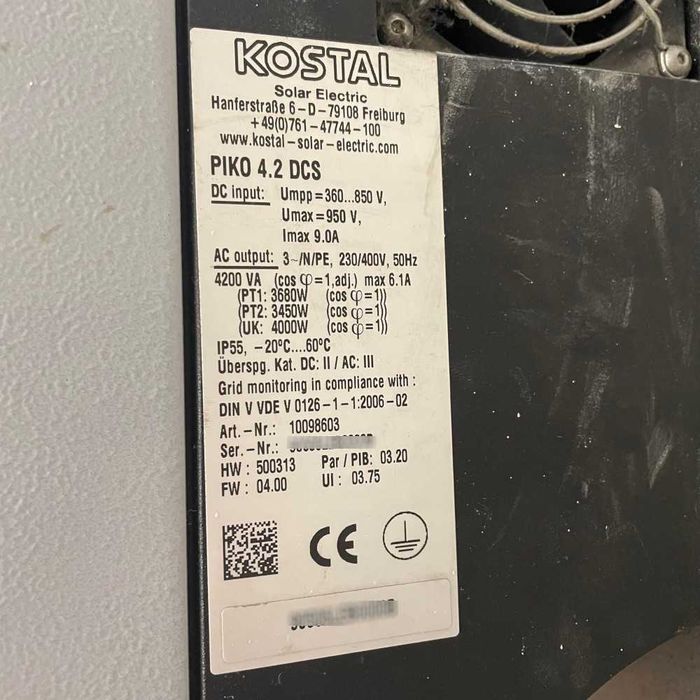 KOSTAL
Solar Electric
Hanferstraße 6-D-79108 Freiburg
+49(0)761-47744-100
www.kostal-solar-electric.com
PIKO 4.2 DCS
DC input: Umpp=360...850 V,
Umax=950 V,
Imax 9.0A
AC output: 3~/N/PE, 230/400V, 50Hz
4200 VA (cos φ=1,adj.) max 6.1A
(PT1: 3680W (cos φ=1))
(PT2: 3450W (cos φ=1))
(UK: 4000W (cos φ=1))
IP55, -20°C....60°C
Überspg. Kat. DC: II / AC: III
Grid monitoring in compliance with :
DIN V VDE V 0126-1-1:2006-02
Art.-Nr.: 10098603
Ser.-Nr.:
HW : 500313 Par / PIB: 03.20
FW : 04.00 UI : 03.75
CE